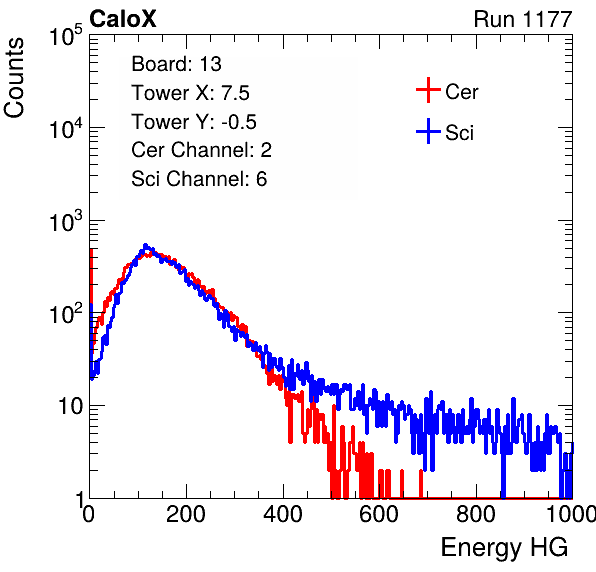 CaloX Run 1177
Counts
10^5
10^4
10^3
10^2
10
1
Board: 13
Tower X: 7.5
Tower Y: -0.5
Cer Channel: 2
Sci Channel: 6
Cer
Sci
0 200 400 600 800 1000
Energy HG